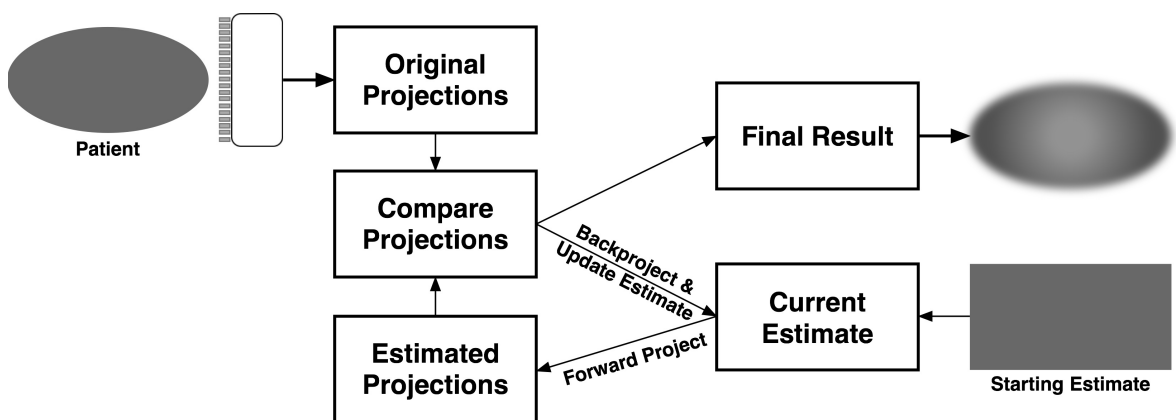 Patient
Original
Projections
Compare
Projections
Estimated
Projections
Backproject &
Update Estimate
Forward Project
Final Result
Current
Estimate
Starting Estimate